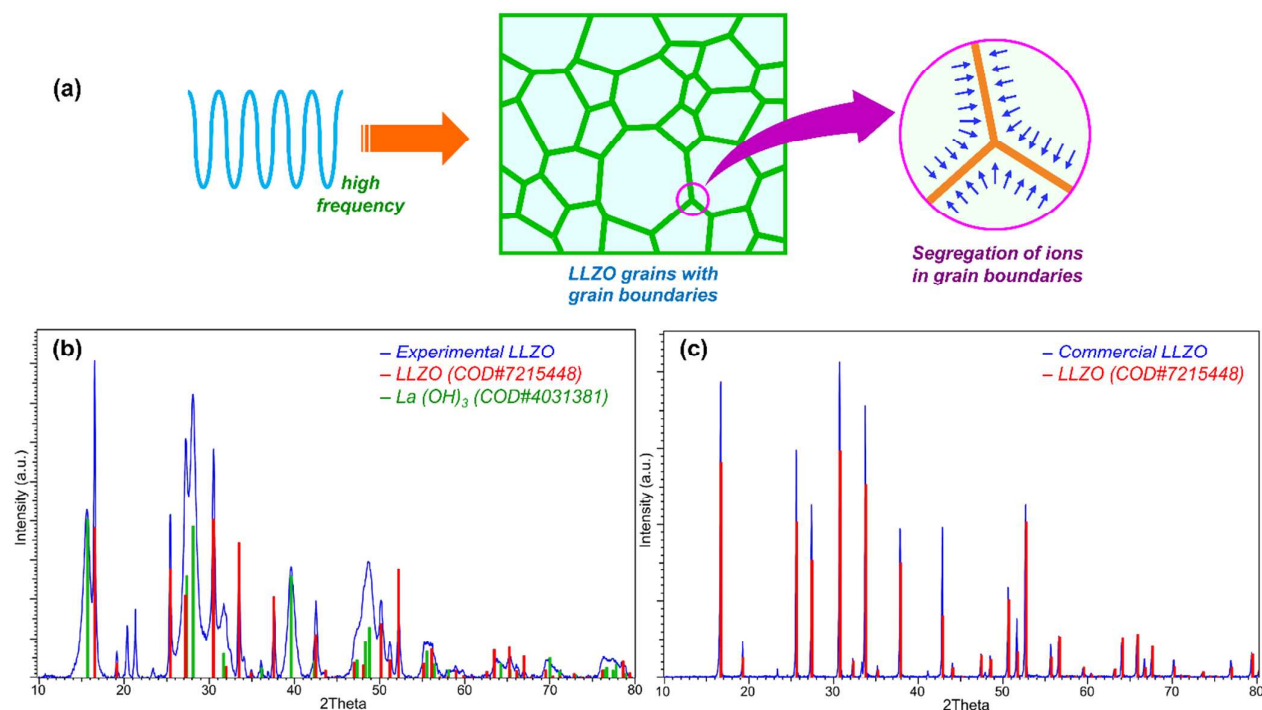 (a)
high
frequency
LLZO grains with
grain boundaries
Segregation of ions
in grain boundaries
(b)
– Experimental LLZO
– LLZO (COD#7215448)
– La (OH)₃ (COD#4031381)
Intensity (a.u.)
10 20 30 40 50 60 70 80
2Theta
(c)
– Commercial LLZO
– LLZO (COD#7215448)
Intensity (a.u.)
10 20 30 40 50 60 70 80
2Theta